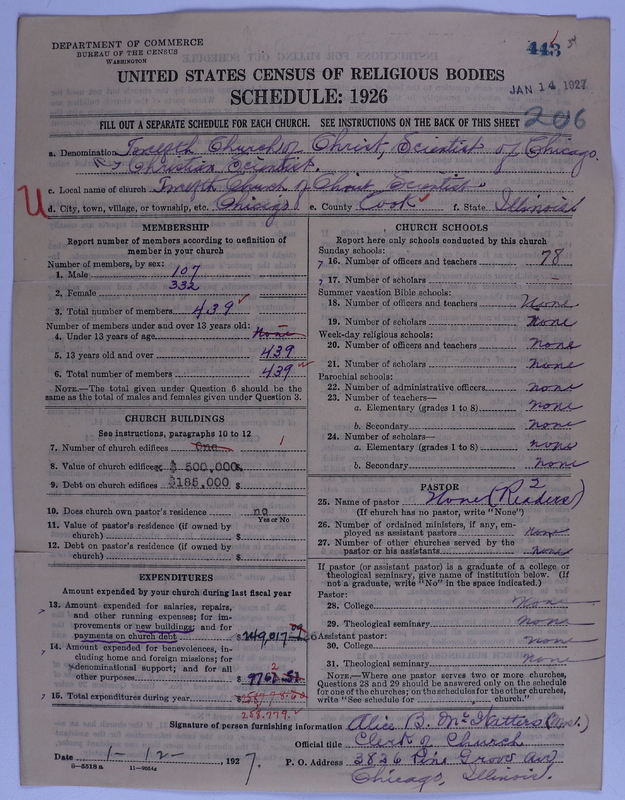 DEPARTMENT OF COMMERCE
BUREAU OF THE CENSUS
WASHINGTON
443
34
UNITED STATES CENSUS OF RELIGIOUS BODIES
JAN 14 1927
SCHEDULE: 1926
206
FILL OUT A SEPARATE SCHEDULE FOR EACH CHURCH. SEE INSTRUCTIONS ON THE BACK OF THIS SHEET
a. Denomination Twelfth Church of Christ, Scientist of Chicago.
Christian Scientist.
c. Local name of church Twelfth Church of Christ Scientist
d. City, town, village, or township, etc. Chicago e. County Cook f. State Illinois
MEMBERSHIP
Report number of members according to definition of
member in your church
Number of members, by sex:
1. Male 107
2. Female 332
3. Total number of members 439
Number of members under and over 13 years old:
4. Under 13 years of age None
5. 13 years old and over 439
6. Total number of members 439
NOTE.—The total given under Question 6 should be the
same as the total of males and females given under Question 3.
CHURCH BUILDINGS
See instructions, paragraphs 10 to 12
7. Number of church edifices One 1
8. Value of church edifices $ 500,000.
9. Debt on church edifices $185,000
10. Does church own pastor's residence no
Yes or No
11. Value of pastor's residence (if owned by
church) $
12. Debt on pastor's residence (if owned by
church) $
EXPENDITURES
Amount expended by your church during last fiscal year
13. Amount expended for salaries, repairs,
and other running expenses; for im-
provements or new buildings; and for
payments on church debt $ 249,017
14. Amount expended for benevolences, in-
cluding home and foreign missions; for
denominational support; and for all
other purposes $ 9761.51
2
15. Total expenditures during year $
258,779.
CHURCH SCHOOLS
Report here only schools conducted by this church
Sunday schools:
16. Number of officers and teachers 78
17. Number of scholars –
Summer vacation Bible schools:
18. Number of officers and teachers None
19. Number of scholars None
Week-day religious schools:
20. Number of officers and teachers none
21. Number of scholars None
Parochial schools:
22. Number of administrative officers none
23. Number of teachers—
a. Elementary (grades 1 to 8) none
b. Secondary none
24. Number of scholars—
a. Elementary (grades 1 to 8) none
b. Secondary none
PASTOR
25. Name of pastor None (2 Readers)
(If church has no pastor, write "None")
26. Number of ordained ministers, if any, em-
ployed as assistant pastors None
27. Number of other churches served by the
pastor or his assistants None
If pastor (or assistant pastor) is a graduate of a college or
theological seminary, give name of institution below. (If
not a graduate, write "No" in the space indicated.)
Pastor:
28. College None
29. Theological seminary None
Assistant pastor:
30. College None
31. Theological seminary none
NOTE.—Where one pastor serves two or more churches,
Questions 28 and 29 should be answered only on the schedule
for one of the churches; on the schedules for the other churches,
write "See schedule for church."
Signature of person furnishing information Alice B. McWatters (Mrs.)
Official title Clerk of Church
Date 1-12-, 1927. P. O. Address 3826 Pine Grove Av.
8-5518a 11-9054z Chicago, Illinois.